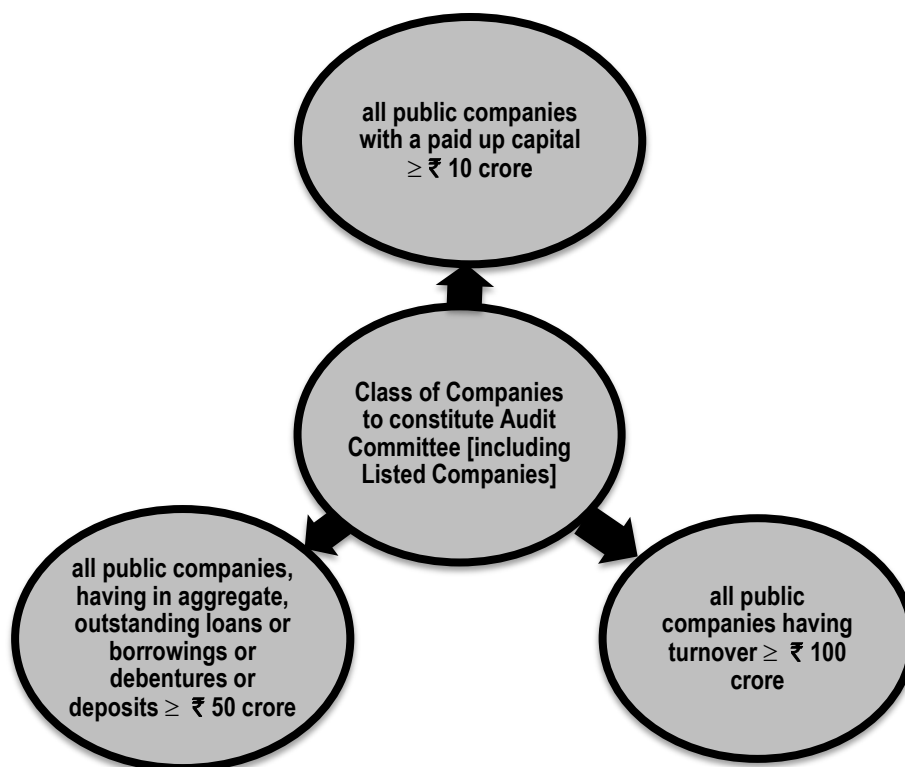 all public companies
with a paid up capital
≥ ₹ 10 crore
Class of Companies
to constitute Audit
Committee [including
Listed Companies]
all public companies,
having in aggregate,
outstanding loans or
borrowings or
debentures or
deposits ≥ ₹ 50 crore
all public
companies having
turnover ≥ ₹ 100
crore